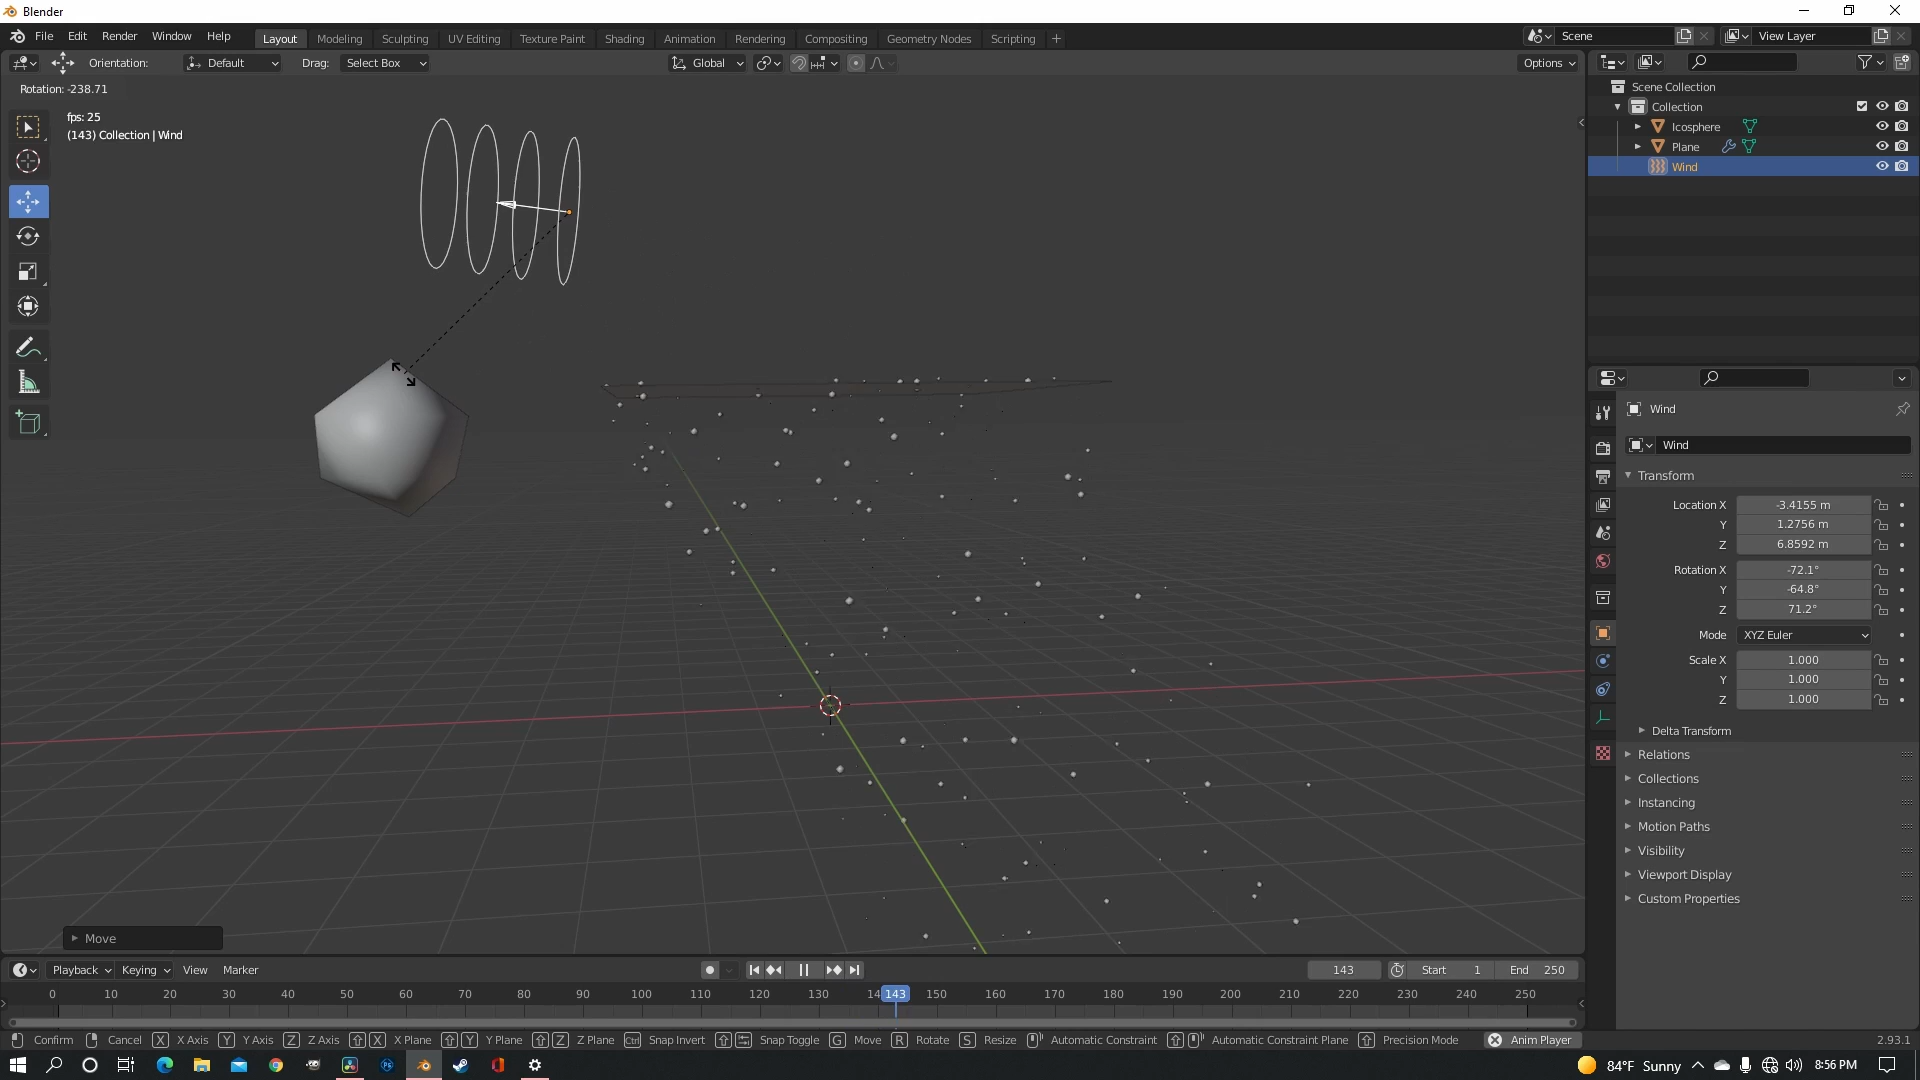 Blender
File Edit Render Window Help Layout Modeling Sculpting UV Editing Texture Paint Shading Animation Rendering Compositing Geometry Nodes Scripting + Scene View Layer
Orientation: Default Drag: Select Box Global Options
Rotation: -238.71
fps: 25
(143) Collection | Wind
Scene Collection
Collection
Icosphere
Plane
Wind
Wind
Wind
Transform
Location X -3.4155 m
Y 1.2756 m
Z 6.8592 m
Rotation X -72.1°
Y -64.8°
Z 71.2°
Mode XYZ Euler
Scale X 1.000
Y 1.000
Z 1.000
Delta Transform
Relations
Collections
Instancing
Motion Paths
Visibility
Viewport Display
Custom Properties
Move
Playback Keying View Marker 143 Start 1 End 250
0 10 20 30 40 50 60 70 80 90 100 110 120 130 14 143 150 160 170 180 190 200 210 220 230 240 250
Confirm Cancel X X Axis Y Y Axis Z Z Axis X X Plane Y Y Plane Z Z Plane Ctrl Snap Invert Snap Toggle G Move R Rotate S Resize Automatic Constraint Automatic Constraint Plane Precision Mode Anim Player 2.93.1
84°F Sunny 8:56 PM